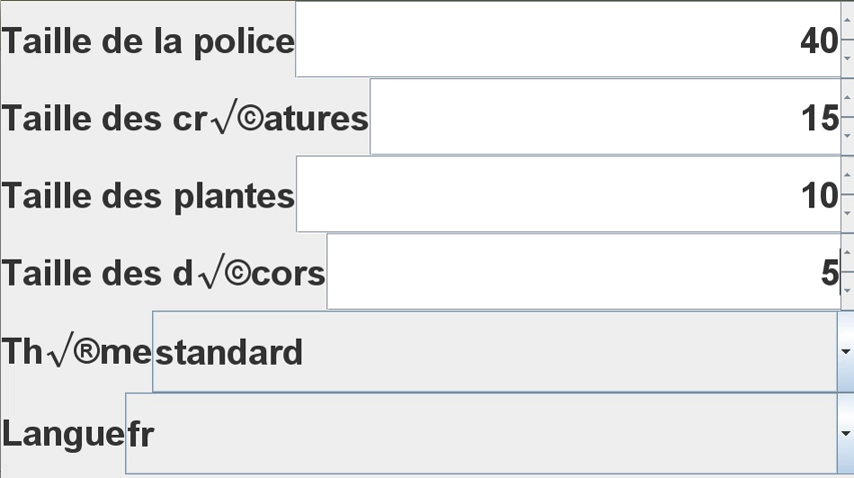 Taille de la police 40
Taille des cr√©atures 15
Taille des plantes 10
Taille des d√©cors 5
Th√®me standard
Langue fr